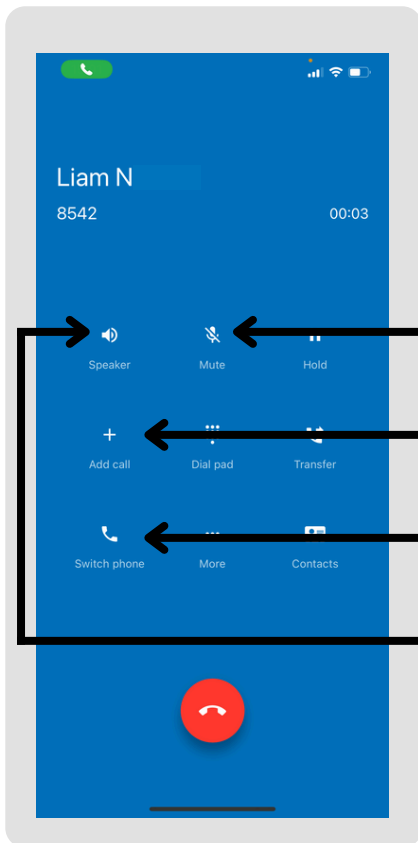 Liam N
8542 00:03
Speaker Mute Hold
Add call Dial pad Transfer
Switch phone More Contacts